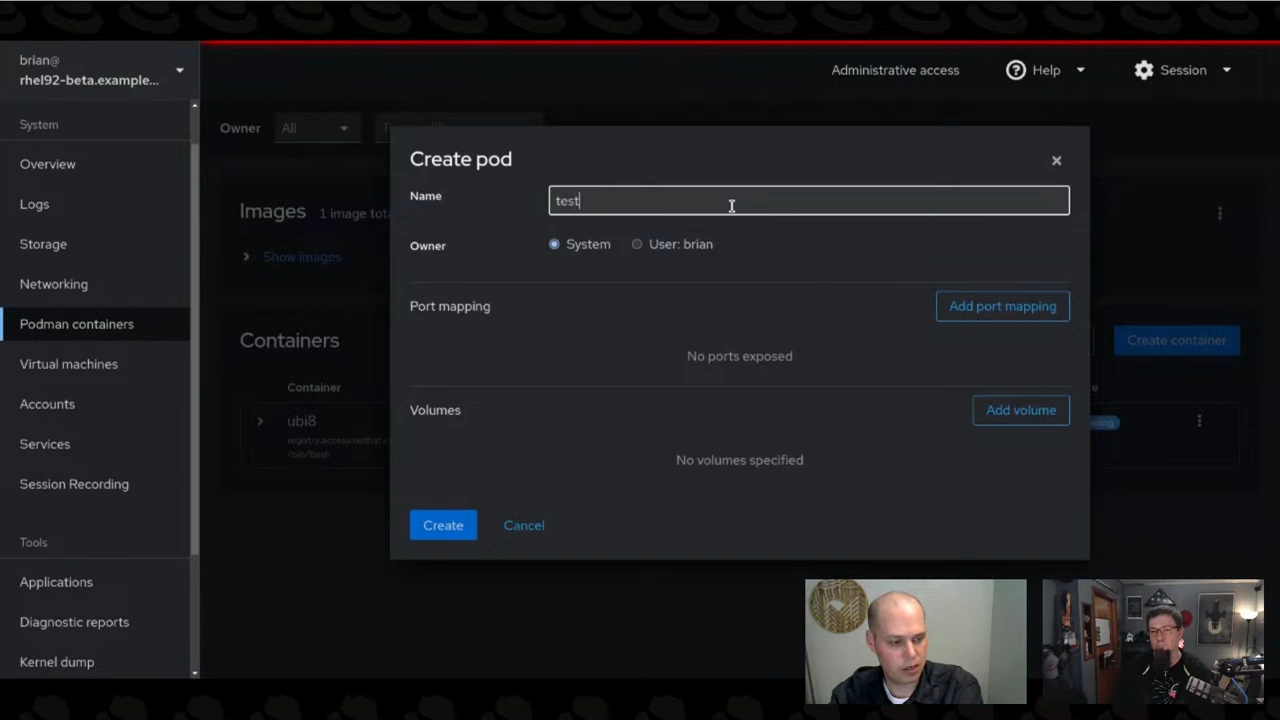 brian@
rhel92-beta.example...
Administrative access
Help
Session
System
Overview
Logs
Storage
Networking
Podman containers
Virtual machines
Accounts
Services
Session Recording
Tools
Applications
Diagnostic reports
Kernel dump
Owner
All
Images
1 image tot
Show images
Containers
Create container
Container
ubi8
/bin/bash
Create pod
Name
test
Owner
System
User: brian
Port mapping
Add port mapping
No ports exposed
Volumes
Add volume
No volumes specified
Create
Cancel